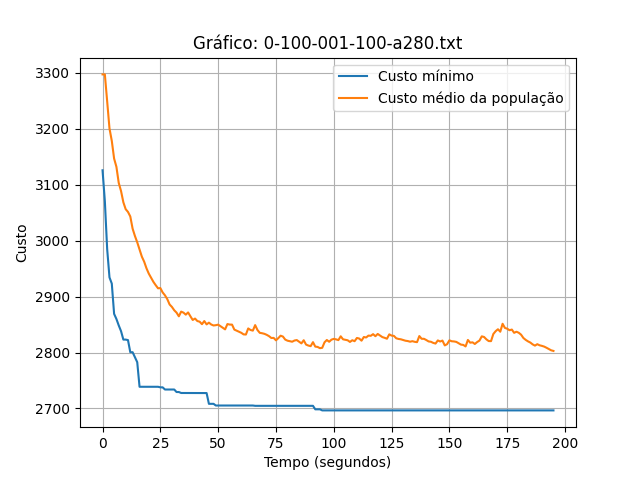 Gráfico: 0-100-001-100-a280.txt
Custo mínimo
Custo médio da população
Custo
3300
3200
3100
3000
2900
2800
2700
0 25 50 75 100 125 150 175 200
Tempo (segundos)